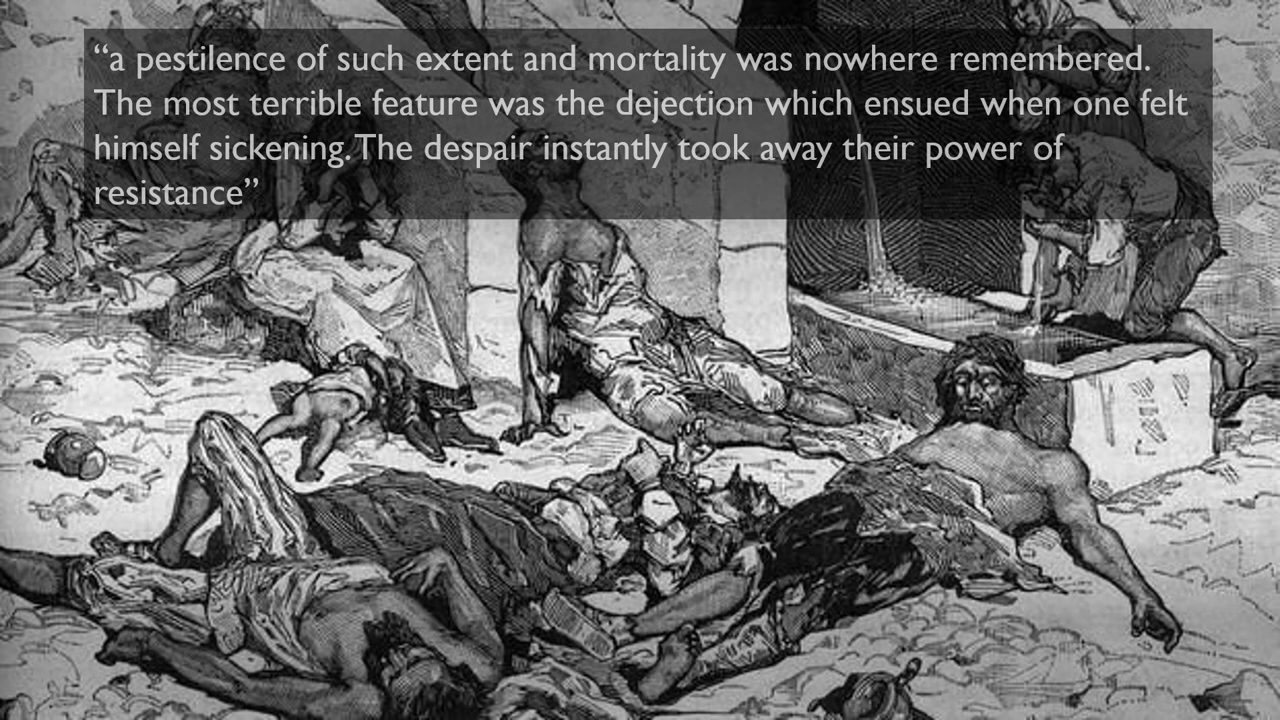 “a pestilence of such extent and mortality was nowhere remembered.
The most terrible feature was the dejection which ensued when one felt
himself sickening.The despair instantly took away their power of
resistance”